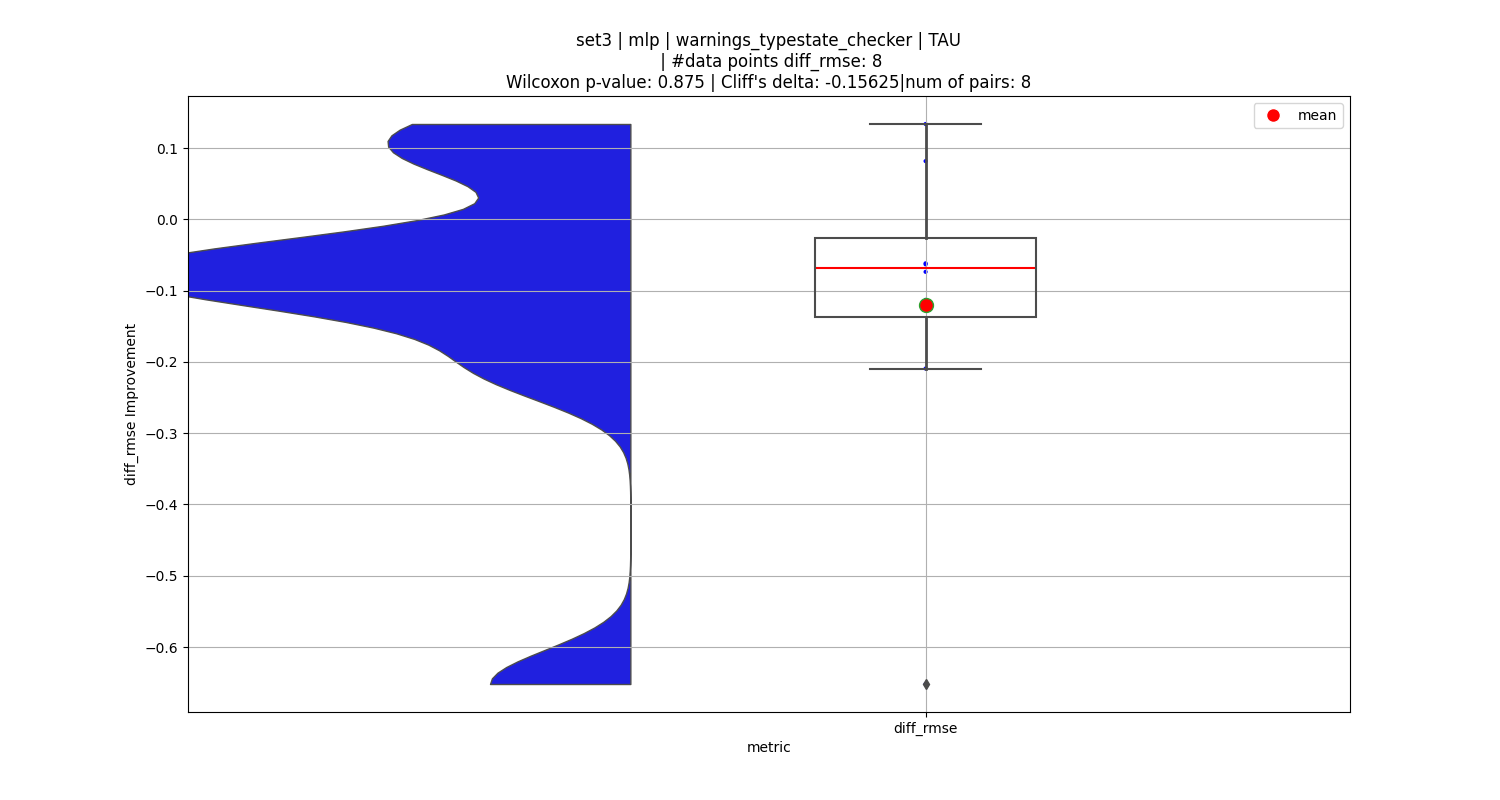 set3 | mlp | warnings_typestate_checker | TAU
| #data points diff_rmse: 8
Wilcoxon p-value: 0.875 | Cliff's delta: -0.15625|num of pairs: 8
mean
0.1
0.0
−0.1
−0.2
−0.3
−0.4
−0.5
−0.6
diff_rmse Improvement
diff_rmse
metric